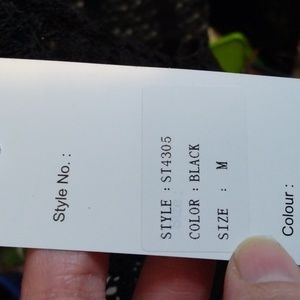 Style No. :
STYLE : ST4305
COLOR : BLACK
SIZE : M
Colour :